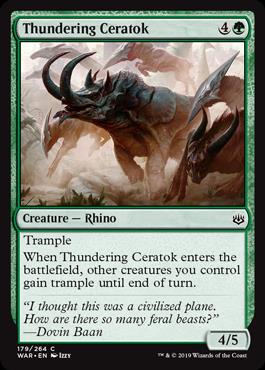 Thundering Ceratok 4
Creature — Rhino
Trample
When Thundering Ceratok enters the
battlefield, other creatures you control
gain trample until end of turn.
“I thought was a civilized plane.
How are there so many feral beasts?”
—Dovin Baan
4/5
179/264 C
WAR • EN Izzy
™ & © 2019 Wizards of the Coast